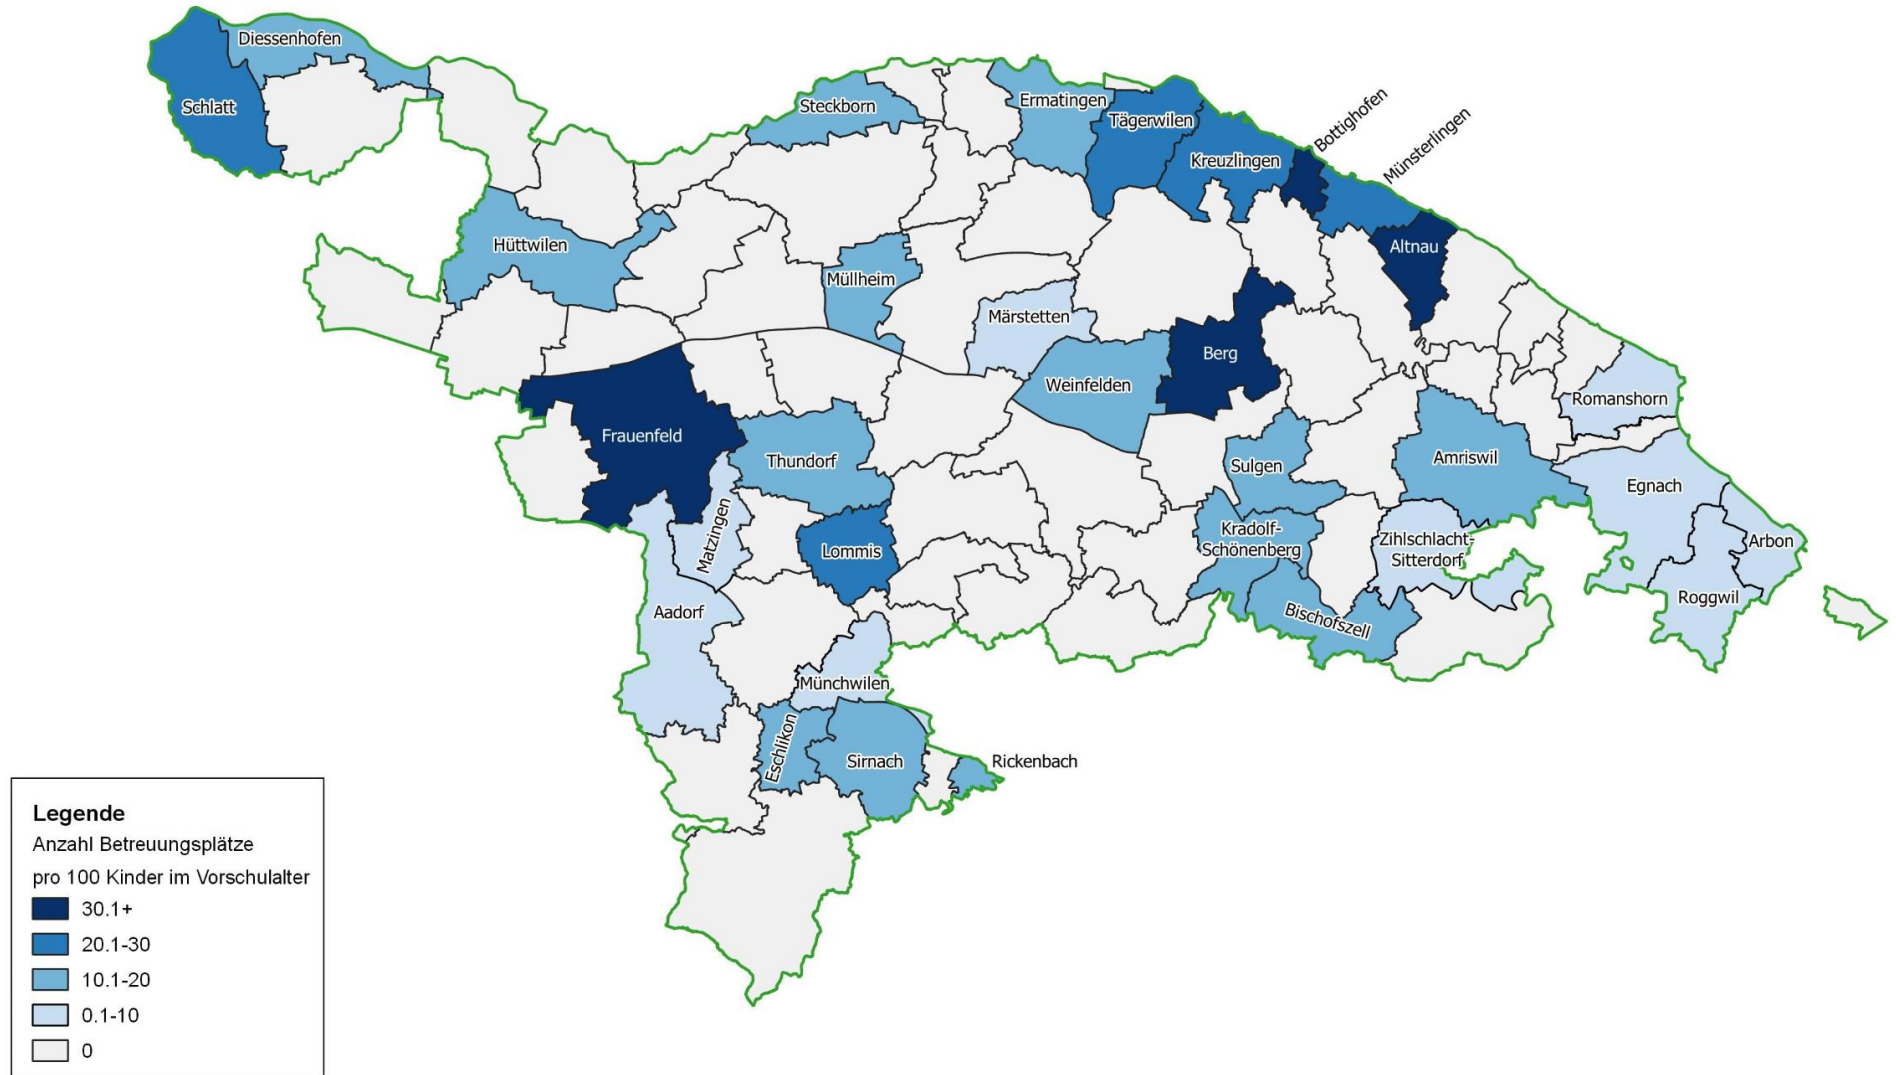 Diessenhofen
Schlatt
Steckborn
Ermatingen
Tägerwilen
Kreuzlingen
Bottighofen
Münsterlingen
Hüttwilen
Altnau
Müllheim
Märstetten
Berg
Weinfelden
Romanshorn
Frauenfeld
Thundorf
Sulgen
Amriswil
Egnach
Matzingen
Lommis
Kradolf-
Schönenberg
Zihlschlacht-
Sitterdorf
Arbon
Roggwil
Aadorf
Bischofszell
Münchwilen
Eschlikon
Sirnach
Rickenbach
Legende
Anzahl Betreuungsplätze
pro 100 Kinder im Vorschulalter
30.1+
20.1-30
10.1-20
0.1-10
0